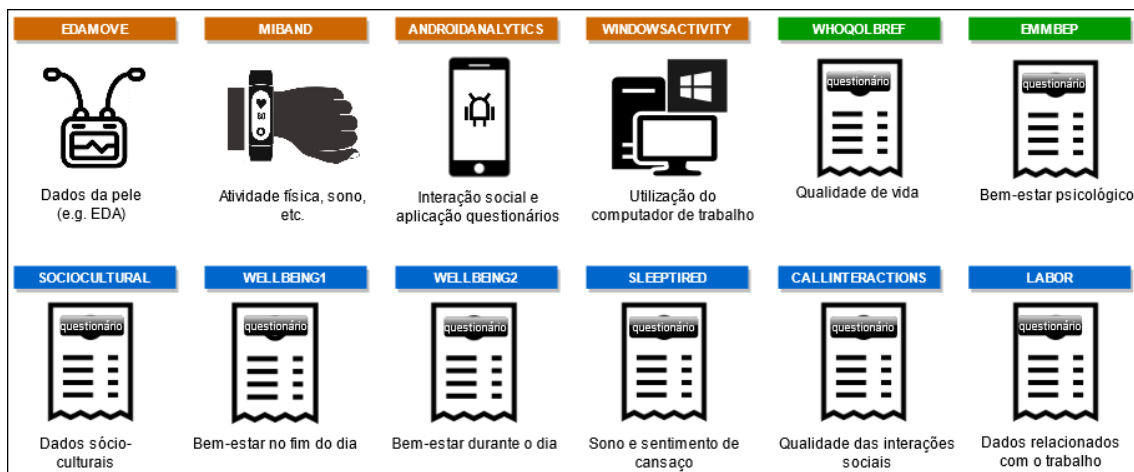 EDAMOVE
MIBAND
ANDROIDANALYTICS
WINDOWSACTIVITY
WHOQOLBREF
EMMBEP
questionário
questionário
Dados da pele
(e.g. EDA)
Atividade física, sono,
etc.
Interação social e
aplicação questionários
Utilização do
computador de trabalho
Qualidade de vida
Bem-estar psicológico
SOCIOCULTURAL
WELLBEING1
WELLBEING2
SLEEPTIRED
CALLINTERACTIONS
LABOR
questionário
questionário
questionário
questionário
questionário
questionário
Dados sócio-
culturais
Bem-estar no fim do dia
Bem-estar durante o dia
Sono e sentimento de
cansaço
Qualidade das interações
sociais
Dados relacionados
com o trabalho